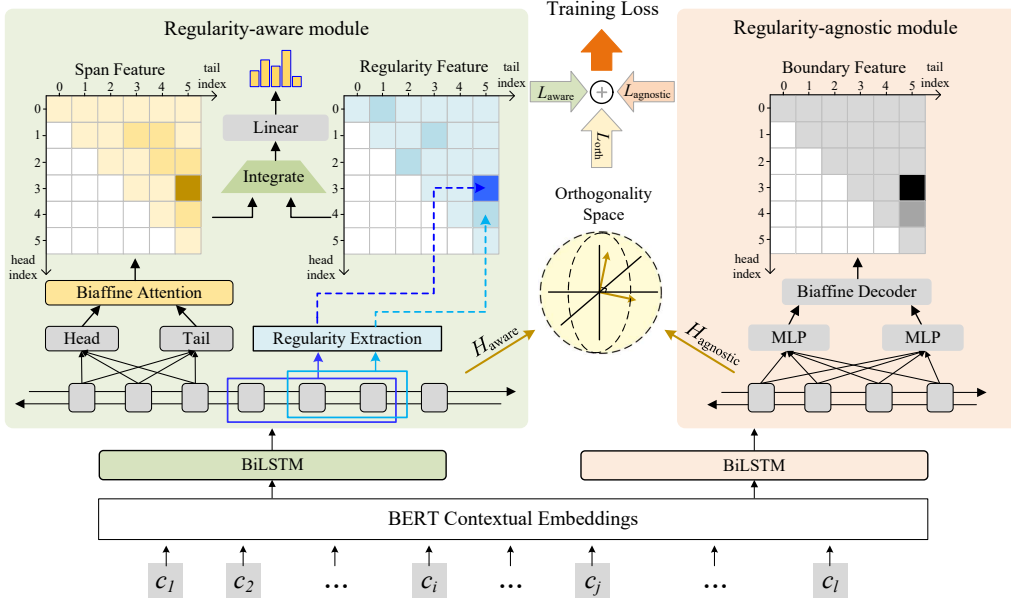 Training Loss
Regularity-aware module
Regularity-agnostic module
Span Feature
tail
index
0 1 2 3 4 5
0
1
2
3
4
5
head
index
Linear
Integrate
Regularity Feature
tail
index
0 1 2 3 4 5
0
1
2
3
4
5
head
index
L_aware
+
L_agnostic
L_orth
Orthogonality
Space
Boundary Feature
tail
index
0 1 2 3 4 5
0
1
2
3
4
5
head
index
Biaffine Attention
Head
Tail
Regularity Extraction
H_aware
H_agnostic
Biaffine Decoder
MLP
MLP
BiLSTM
BiLSTM
BERT Contextual Embeddings
c_1 c_2 ... c_i ... c_j ... c_l